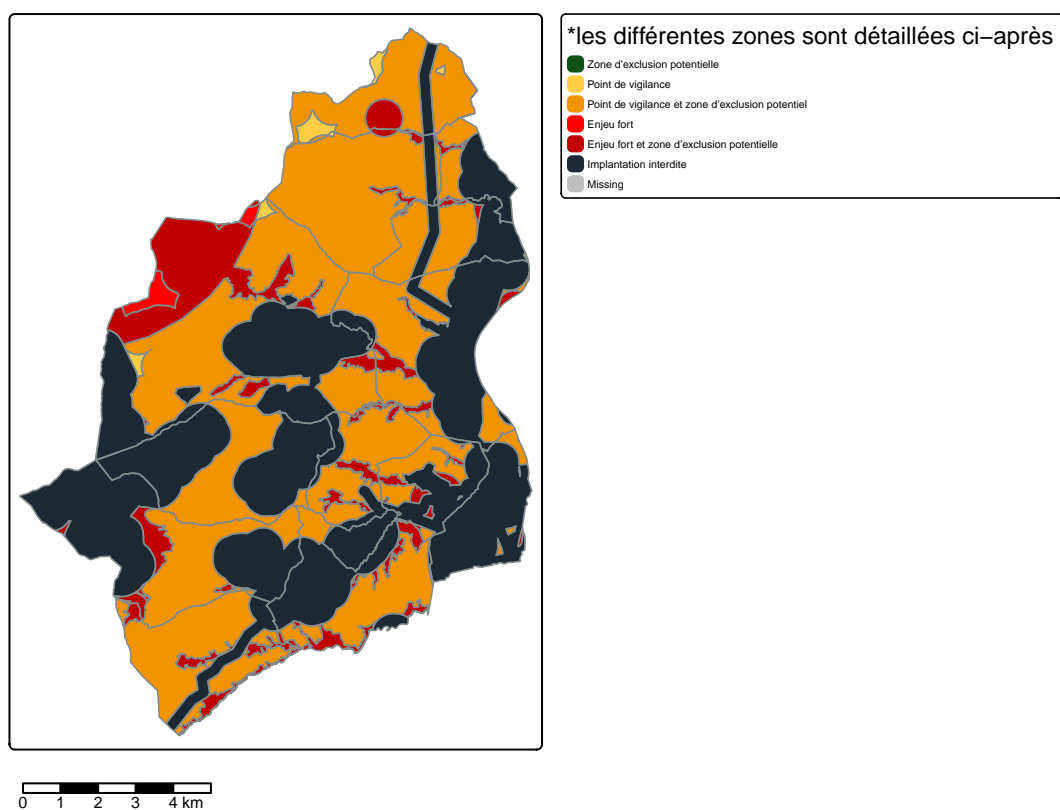 *les différentes zones sont détaillées ci−après
Zone d'exclusion potentielle
Point de vigilance
Point de vigilance et zone d'exclusion potentiel
Enjeu fort
Enjeu fort et zone d'exclusion potentielle
Implantation interdite
Missing
0 1 2 3 4 km